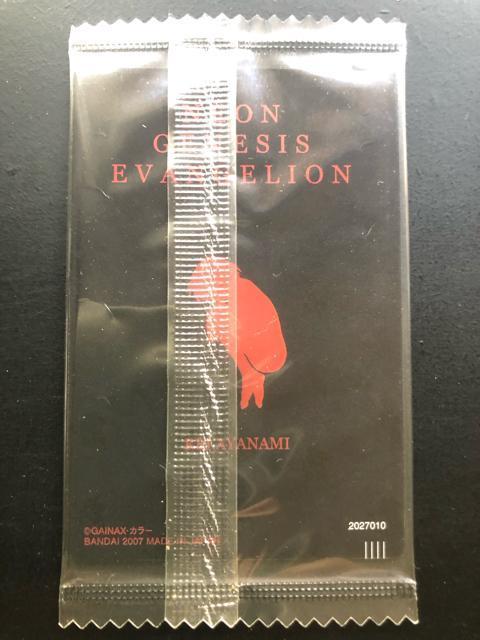 NEON
GENESIS
EVANGELION
REI AYANAMI
©GAINAX・カラー
BANDAI 2007 MADE IN JAPAN
2027010